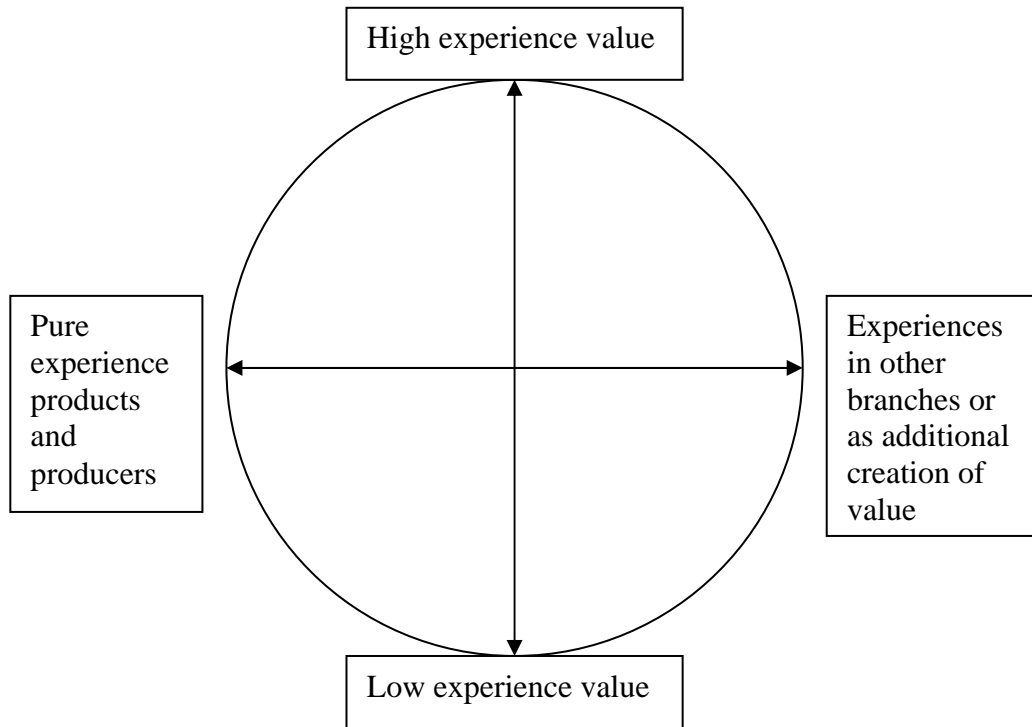 High experience value
Pure
experience
products
and
producers
Experiences
in other
branches or
as additional
creation of
value
Low experience value